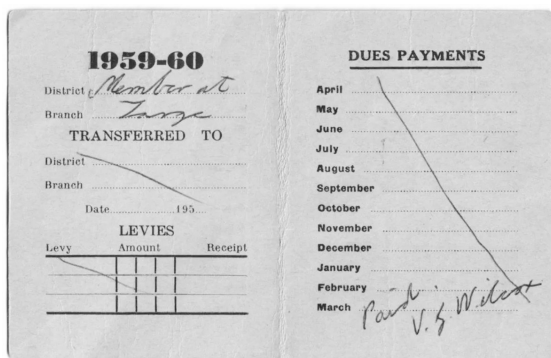 1959-60
District Member at
Branch Large
TRANSFERRED TO
District
Branch
Date 195
LEVIES
Levy Amount Receipt
DUES PAYMENTS
April
May
June
July
August
September
October
November
December
January
February
March Paid. V. G. Wilcox